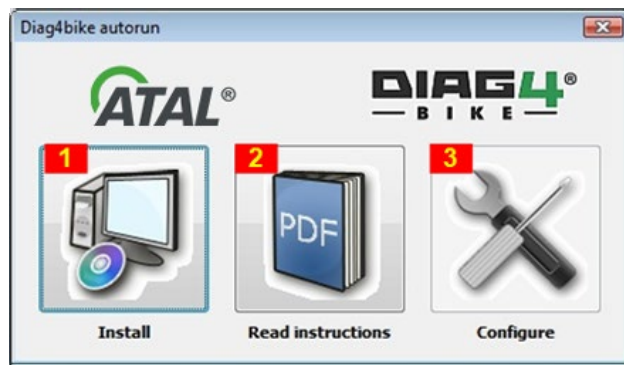 Diag4bike autorun
ATAL®
DIAG4®
BIKE
1
2
3
PDF
Install
Read instructions
Configure